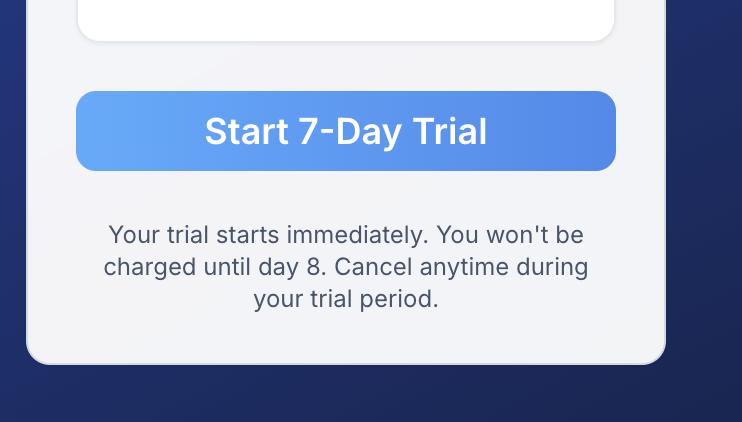 Start 7-Day Trial
Your trial starts immediately. You won't be
charged until day 8. Cancel anytime during
your trial period.